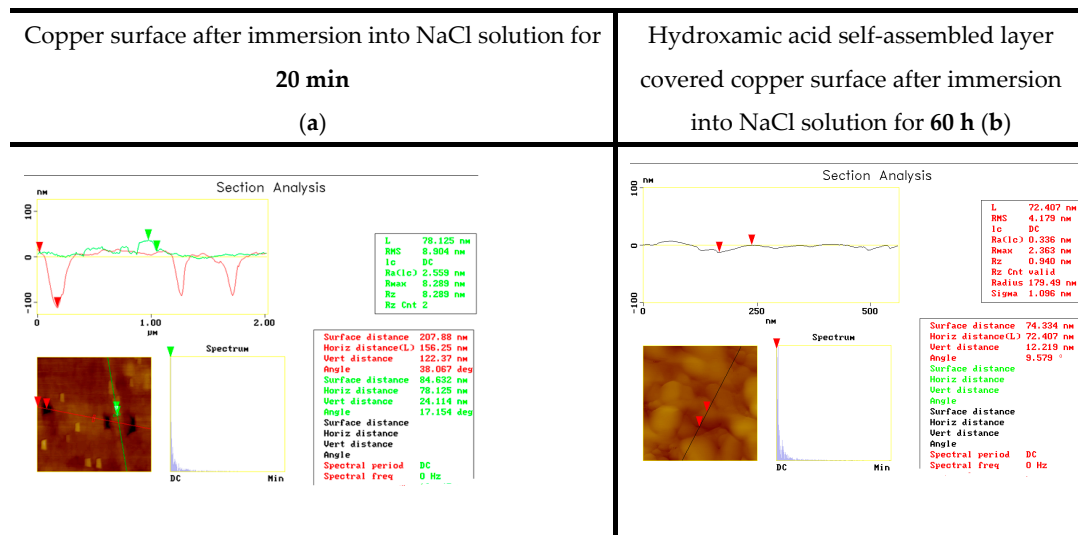 Copper surface after immersion into NaCl solution for
20 min
(a)
Hydroxamic acid self-assembled layer
covered copper surface after immersion
into NaCl solution for 60 h (b)
Section Analysis
nm
100
0
-100
0
1.00
2.00
µm
L 78.125 nm
RMS 8.904 nm
lc DC
Ra(lc) 2.559 nm
Rmax 8.289 nm
Rz 8.289 nm
Rz Cnt 2
Spectrum
DC
Min
Surface distance 207.88 nm
Horiz distance(L) 156.25 nm
Vert distance 122.37 nm
Angle 38.067 deg
Surface distance 84.632 nm
Horiz distance 78.125 nm
Vert distance 24.114 nm
Angle 17.154 deg
Surface distance
Horiz distance
Vert distance
Angle
Spectral period DC
Spectral freq 0 Hz
Section Analysis
nm
100
0
-100
0
250
500
nm
L 72.407 nm
RMS 4.179 nm
lc DC
Ra(lc) 0.336 nm
Rmax 2.363 nm
Rz 0.940 nm
Rz Cnt valid
Radius 179.49 nm
Sigma 1.096 nm
Spectrum
DC
Min
Surface distance 74.334 nm
Horiz distance(L) 72.407 nm
Vert distance 12.219 nm
Angle 9.579 °
Surface distance
Horiz distance
Vert distance
Angle
Surface distance
Horiz distance
Vert distance
Angle
Spectral period DC
Spectral freq 0 Hz